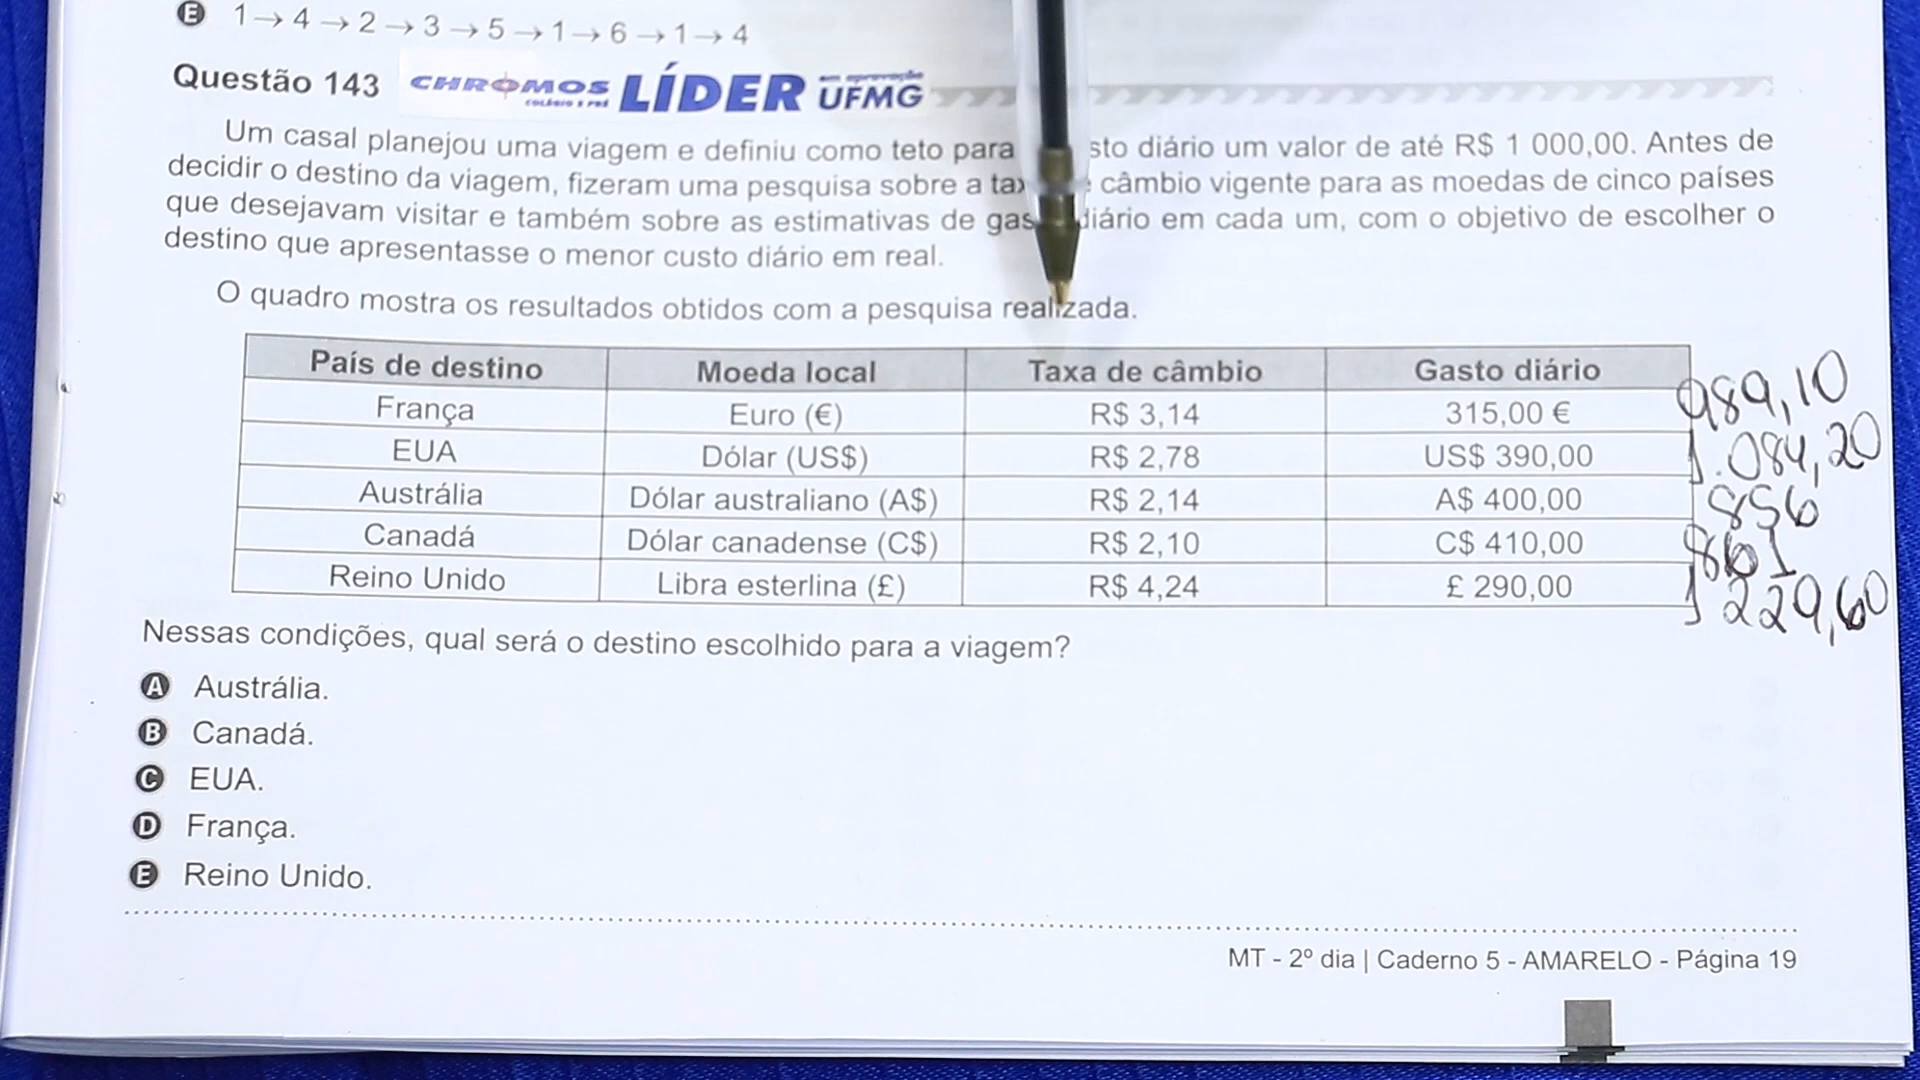 E 1→4→2→3→5→1→6→1→4
Questão 143 CHROMOS COLÉGIO E PRÉ LÍDER em aprovação UFMG
Um casal planejou uma viagem e definiu como teto para sto diário um valor de até R$ 1 000,00. Antes de
decidir o destino da viagem, fizeram uma pesquisa sobre a câmbio vigente para as moedas de cinco países
que desejavam visitar e também sobre as estimativas de gas diário em cada um, com o objetivo de escolher o
destino que apresentasse o menor custo diário em real.
O quadro mostra os resultados obtidos com a pesquisa realizada.
País de destino Moeda local Taxa de câmbio Gasto diário
França Euro (€) R$ 3,14 315,00 € 989,10
EUA Dólar (US$) R$ 2,78 US$ 390,00 1.084,20
Austrália Dólar australiano (A$) R$ 2,14 A$ 400,00 856
Canadá Dólar canadense (C$) R$ 2,10 C$ 410,00 861
Reino Unido Libra esterlina (£) R$ 4,24 £ 290,00 1229,60
Nessas condições, qual será o destino escolhido para a viagem?
A Austrália.
B Canadá.
C EUA.
D França.
E Reino Unido.
MT - 2º dia | Caderno 5 - AMARELO - Página 19